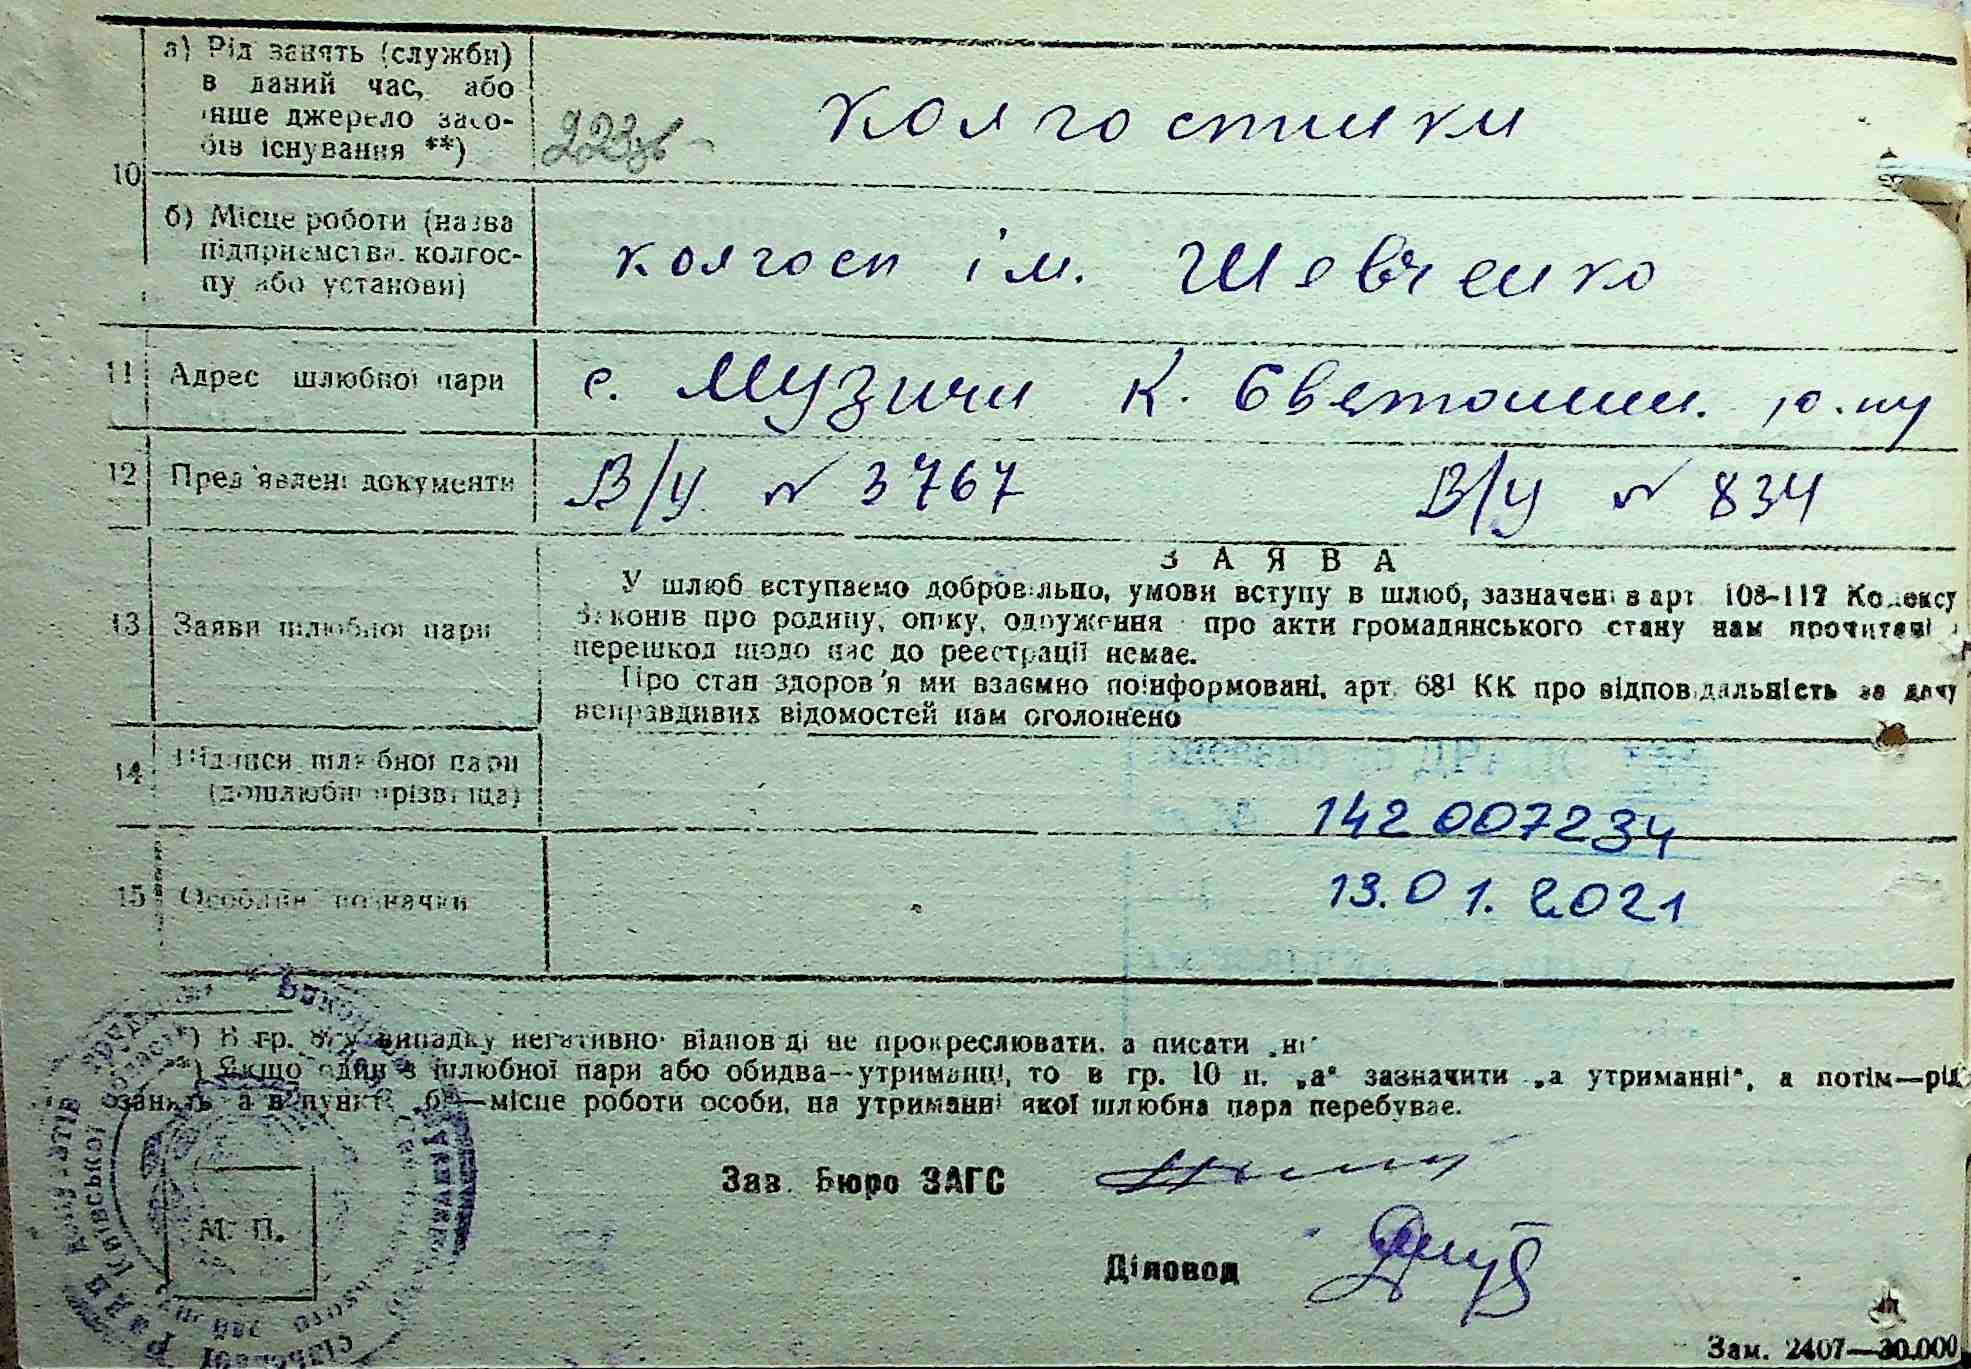 а) Рід занять (служби)
в даний час, або
інше джерело засо-
бів існування **)
колгоспники
10
б) Місце роботи (назва
підприємства, колгос-
пу або установи)
колгосп ім. Шевченко
11 Адрес шлюбної пари
с. Музичи К. Святошин. р.ну
12 Пред'явлені документи
В/у № 3767 В/у № 834
ЗАЯВА
13 Заяви шлюбної пари
У шлюб вступаємо добровільно, умови вступу в шлюб, зазначені в арт. 108-112 Кодексу
Законів про родину, опіку, одруження про акти громадянського стану нам прочитані
перешкод щодо нас до реестрації немає.
Про стан здоров'я ми взаємно поінформовані, арт. 68¹ КК про відповідальність за дачу
неправдивих відомостей нам оголошено
14 Підписи шлюбної пари
(дошлюбні прізвища)
142 007234
13.01.2021
15 Особливі позначки
*) В гр. 8, у випадку негативної відповіді не прокреслювати, а писати „ні"
**) Якщо один з шлюбної пари або обидва—утриманці, то в гр. 10 п. „а" зазначити „а утриманні", а потім—рід
занять, а в пункті б—місце роботи особи, на утриманні якої шлюбна пара перебуває.
Зав. Бюро ЗАГС
М. П.
Діловод
Зам. 2407—30.000